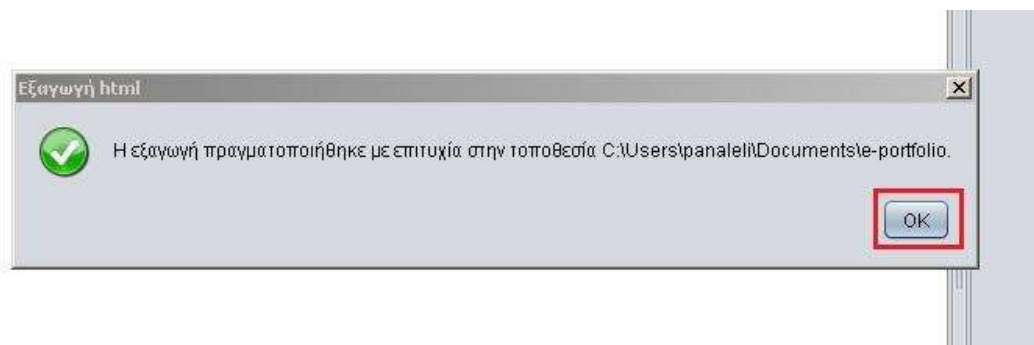 Εξαγωγή html
Η εξαγωγή πραγματοποιήθηκε με επιτυχία στην τοποθεσία C:\Users\panaleli\Documents\e-portfolio.
OK